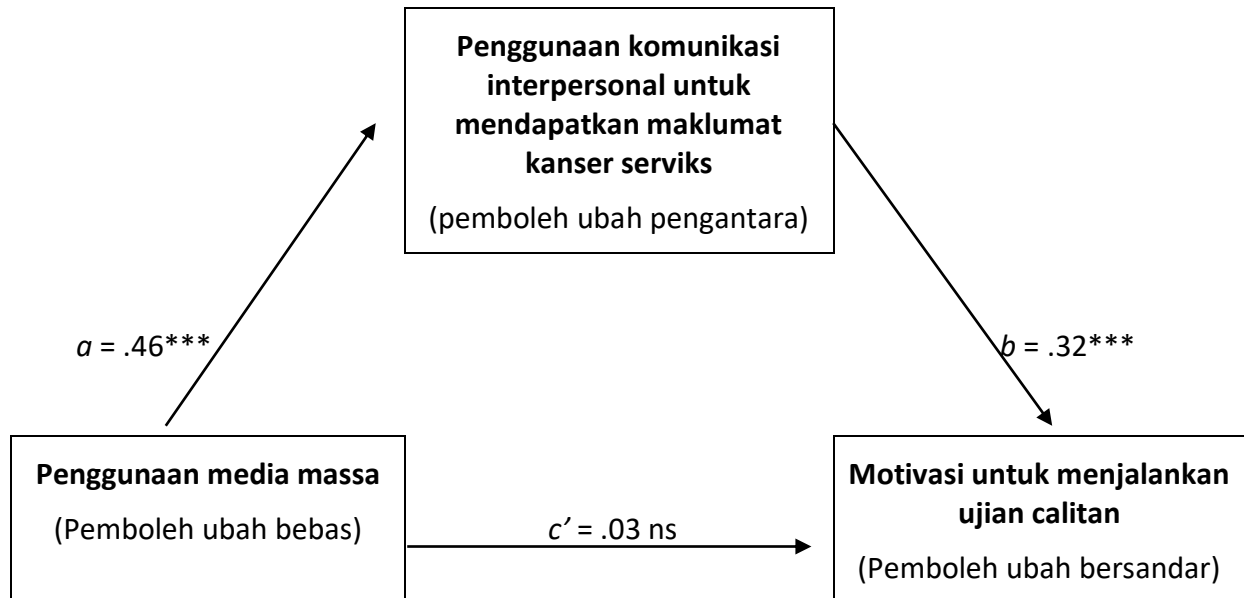 Penggunaan komunikasi
interpersonal untuk
mendapatkan maklumat
kanser serviks
(pemboleh ubah pengantara)
a = .46***
b = .32***
Penggunaan media massa
(Pemboleh ubah bebas)
c’ = .03 ns
Motivasi untuk menjalankan
ujian calitan
(Pemboleh ubah bersandar)